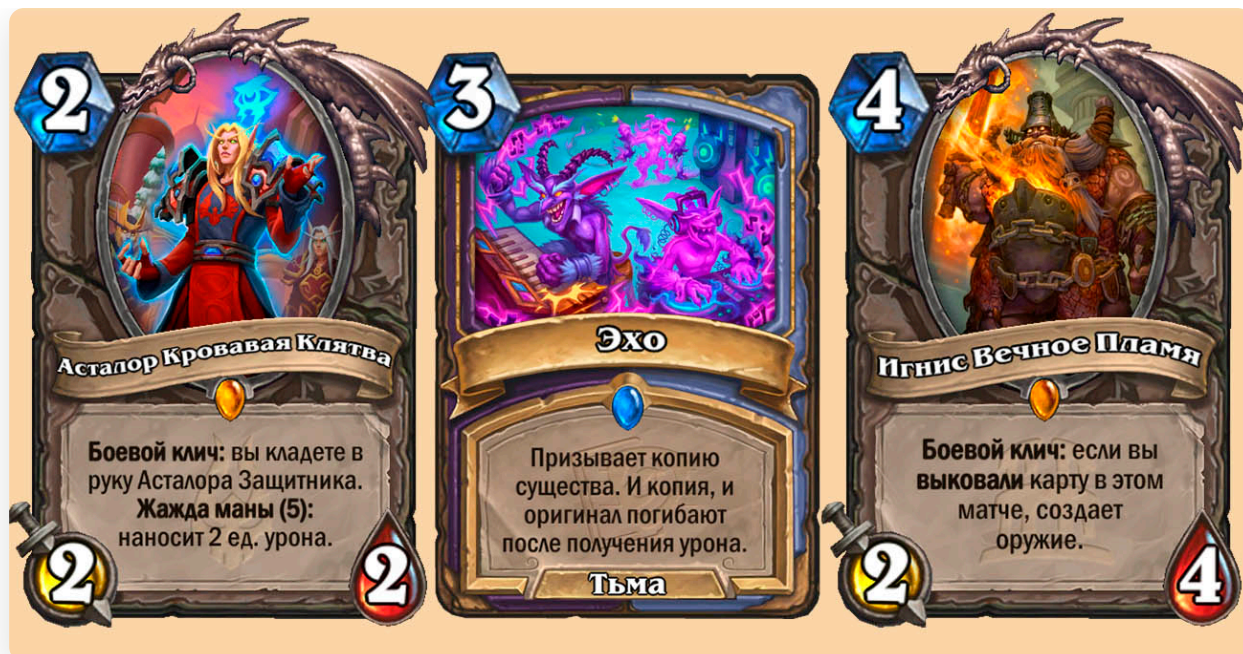 2
Асталор Кровавая Клятва
Боевой клич: вы кладете в
руку Асталора Защитника.
Жажда маны (5):
наносит 2 ед. урона.
2
2
3
Эхо
Призывает копию
существа. И копия, и
оригинал погибают
после получения урона.
Тьма
4
Игнис Вечное Пламя
Боевой клич: если вы
выковали карту в этом
матче, создает
оружие.
2
4